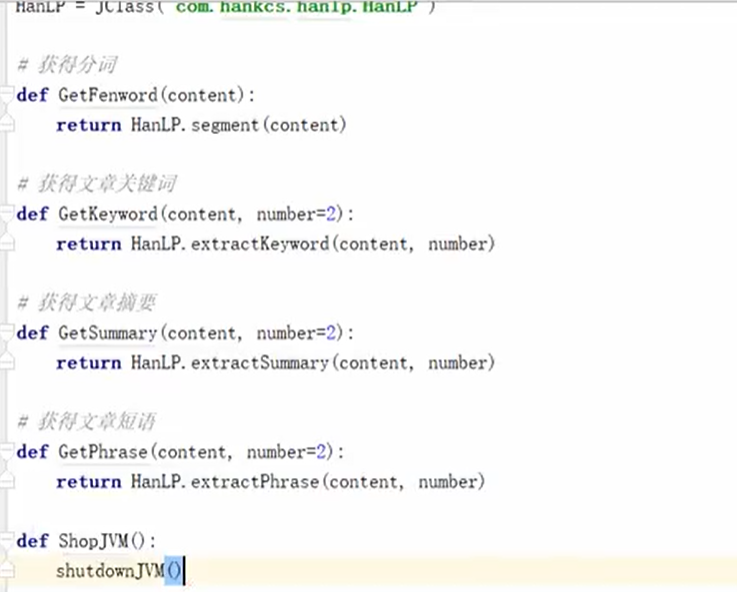 HanLP = JClass('com.hankcs.hanlp.HanLP')
# 获得分词
def GetFenword(content):
    return HanLP.segment(content)
# 获得文章关键词
def GetKeyword(content, number=2):
    return HanLP.extractKeyword(content, number)
# 获得文章摘要
def GetSummary(content, number=2):
    return HanLP.extractSummary(content, number)
# 获得文章短语
def GetPhrase(content, number=2):
    return HanLP.extractPhrase(content, number)
def ShopJVM():
    shutdownJVM()